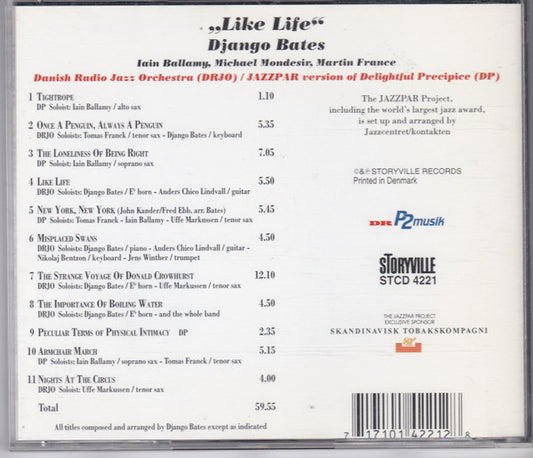 „Like Life“
Django Bates
Iain Ballamy, Michael Mondesir, Martin France
Danish Radio Jazz Orchestra (DRJO) / JAZZPAR version of Delightful Precipice (DP)
1 Tightrope 1.10
DP Soloist: Iain Ballamy / alto sax
2 Once A Penguin, Always A Penguin 5.35
DRJO Soloists: Tomas Franck / tenor sax - Django Bates / keyboard
3 The Loneliness Of Being Right 7.05
DP Soloist: Iain Ballamy / soprano sax
4 Like Life 5.50
DRJO Soloists: Django Bates / E♭ horn - Anders Chico Lindvall / guitar
5 New York, New York (John Kander/Fred Ebb, arr. Bates) 5.45
DP Soloists: Tomas Franck - Iain Ballamy - Uffe Markussen / tenor sax
6 Misplaced Swans 4.50
DRJO Soloists: Django Bates / piano - Anders Chico Lindvall / guitar -
Nikolaj Bentzon / keyboard - Jens Winther / trumpet
7 The Strange Voyage Of Donald Crowhurst 12.10
DRJO Soloists: Django Bates / E♭ horn - Uffe Markussen / tenor sax
8 The Importance Of Boiling Water 4.50
DRJO Soloists: Django Bates / E♭ horn - and the whole band
9 Peculiar Terms of Physical Intimacy DP 2.35
10 Armchair March 5.15
DP Soloists: Iain Ballamy / soprano sax - Tomas Franck / tenor sax
11 Nights At The Circus 4.00
DRJO Soloist: Uffe Markussen / tenor sax
Total 59.55
All titles composed and arranged by Django Bates except as indicated
The JAZZPAR Project,
including the world's largest jazz award,
is set up and arranged by
Jazzcentret/kontakten
©&℗ STORYVILLE RECORDS
Printed in Denmark
DR P2musik
STORYVILLE
STCD 4221
THE JAZZPAR PROJECT
EXCLUSIVE SPONSOR
SKANDINAVISK TOBAKSKOMPAGNI
7 17101 42212 8